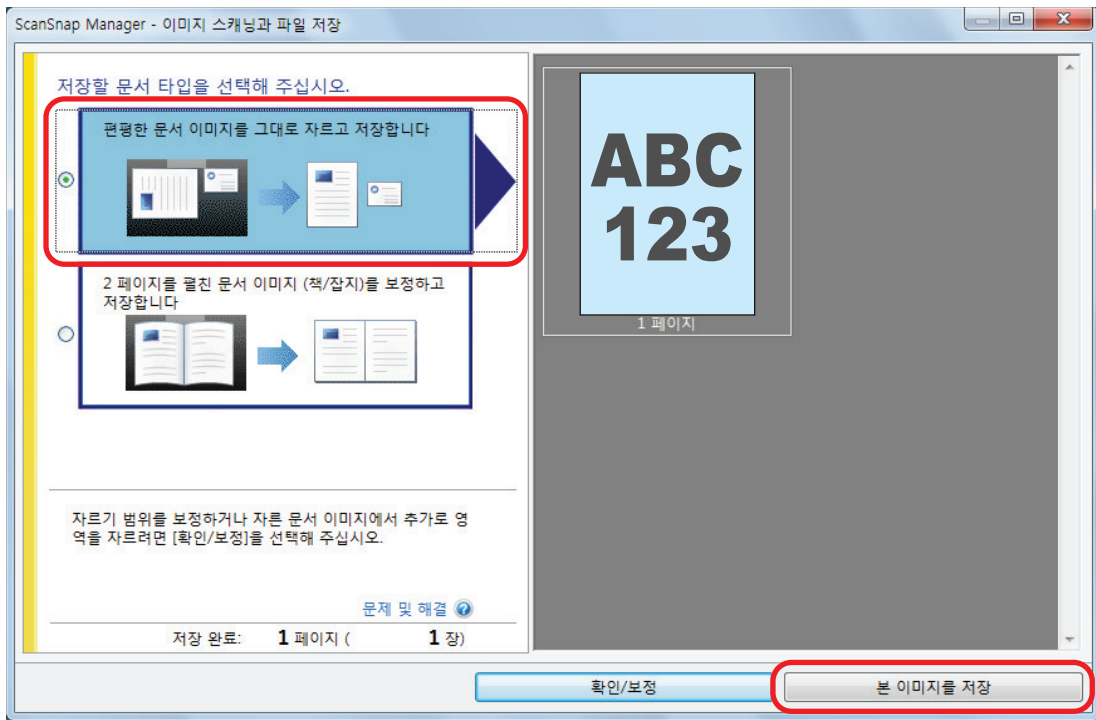 ScanSnap Manager - 이미지 스캐닝과 파일 저장
저장할 문서 타입을 선택해 주십시오.
편평한 문서 이미지를 그대로 자르고 저장합니다
2 페이지를 펼친 문서 이미지 (책/잡지)를 보정하고
저장합니다
자르기 범위를 보정하거나 자른 문서 이미지에서 추가로 영
역을 자르려면 [확인/보정]을 선택해 주십시오.
문제 및 해결
저장 완료: 1 페이지 ( 1 장)
ABC
123
1 페이지
확인/보정
본 이미지를 저장